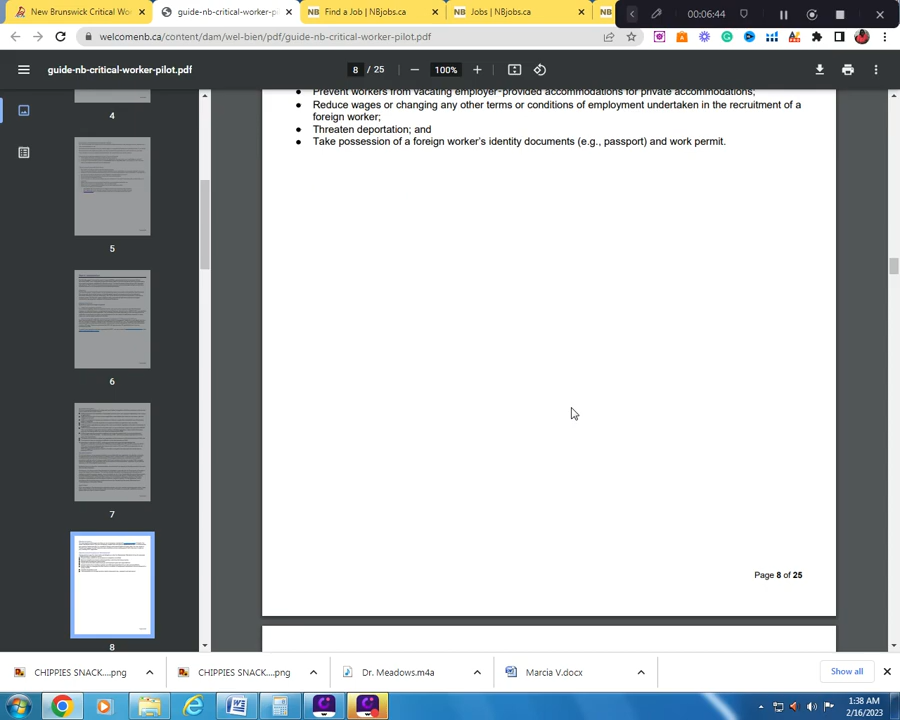 New Brunswick Critical Wo
guide-nb-critical-worker-p
Find a Job | NBjobs.ca
Jobs | NBjobs.ca
NB
00:06:44
welcomenb.ca/content/dam/wel-bien/pdf/guide-nb-critical-worker-pilot.pdf
guide-nb-critical-worker-pilot.pdf
8 / 25
100%
Prevent workers from vacating employer-provided accommodations for private accommodations;
Reduce wages or changing any other terms or conditions of employment undertaken in the recruitment of a
foreign worker;
Threaten deportation; and
Take possession of a foreign worker's identity documents (e.g., passport) and work permit.
4
5
6
7
8
Page 8 of 25
CHIPPIES SNACK....png
CHIPPIES SNACK....png
Dr. Meadows.m4a
Marcia V.docx
Show all
1:38 AM
2/16/2023